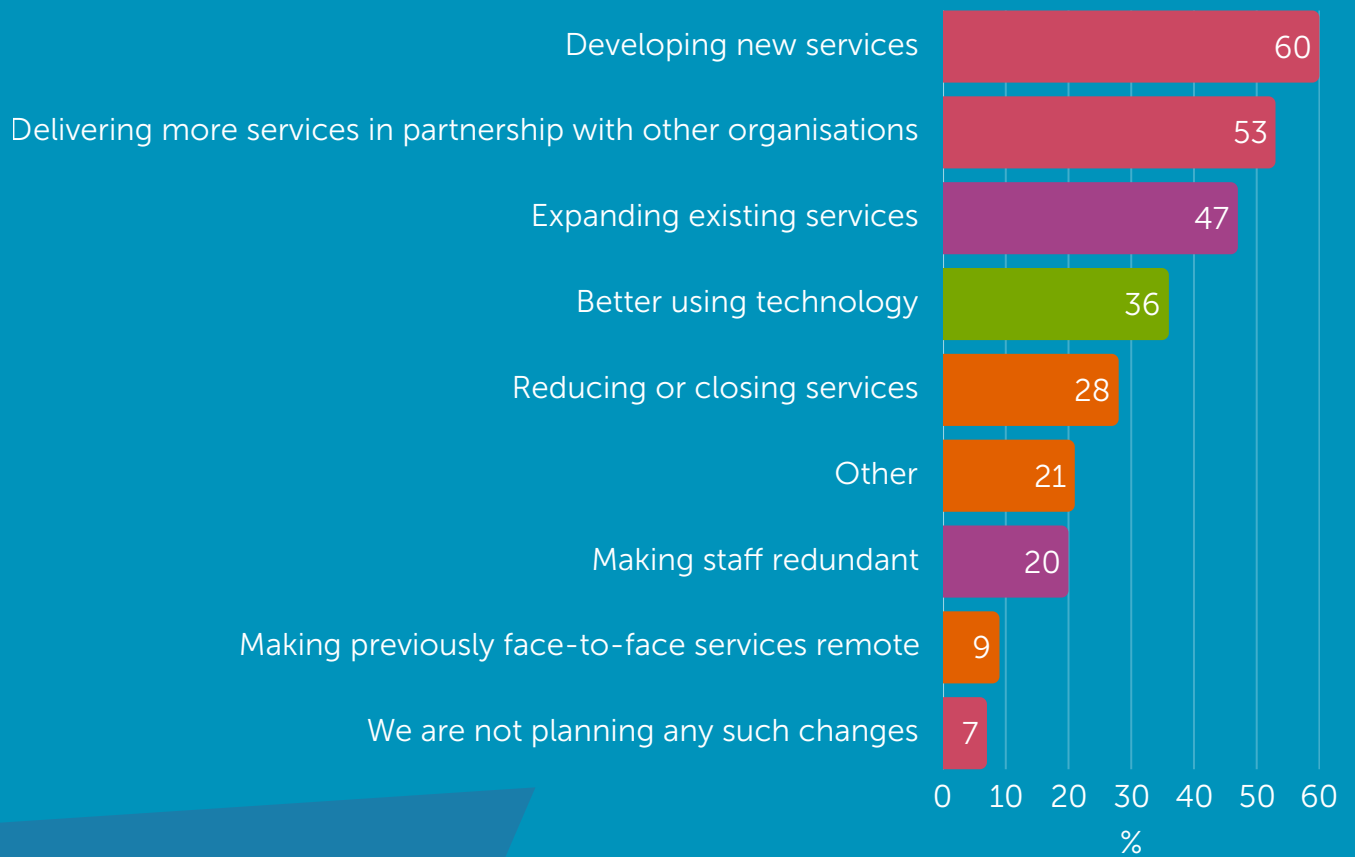 Developing new services 60
Delivering more services in partnership with other organisations 53
Expanding existing services 47
Better using technology 36
Reducing or closing services 28
Other 21
Making staff redundant 20
Making previously face-to-face services remote 9
We are not planning any such changes 7
0 10 20 30 40 50 60
%